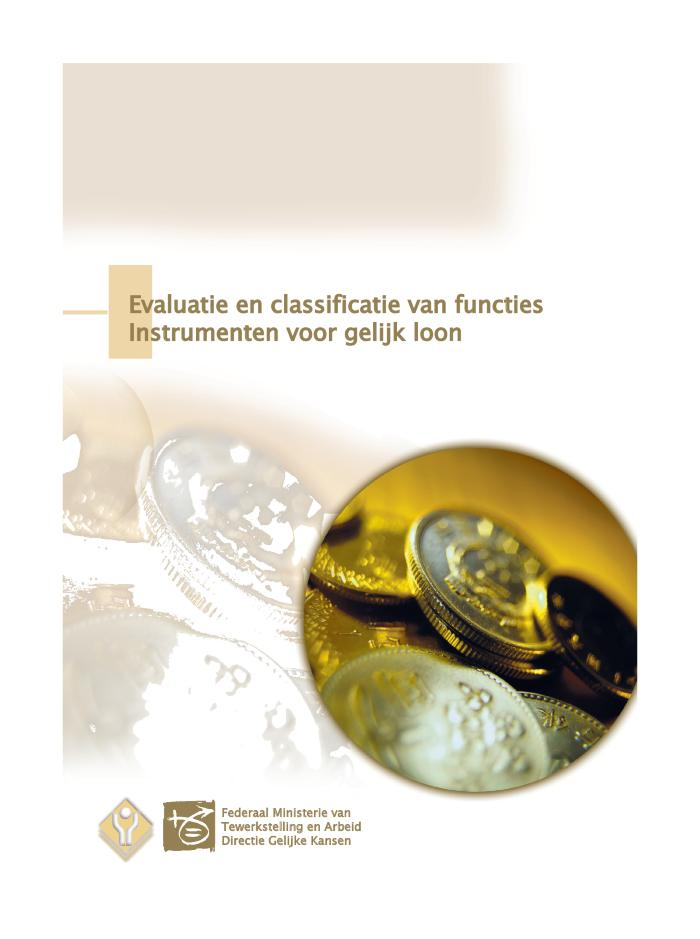 Evaluatie en classificatie van functies
Instrumenten voor gelijk loon
Federaal Ministerie van
Tewerkstelling en Arbeid
Directie Gelijke Kansen